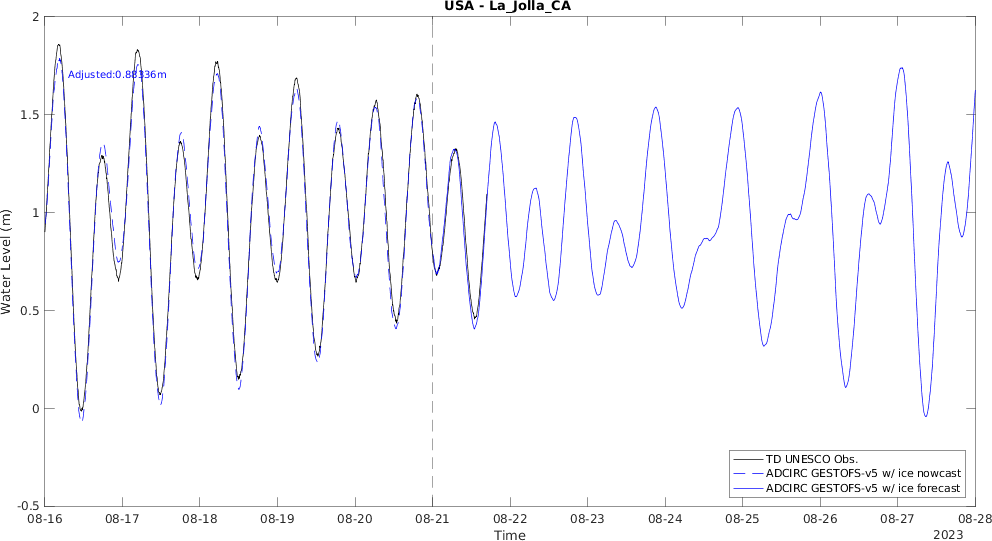 USA - La_Jolla_CA
2
1.5
1
0.5
0
-0.5
Water Level (m)
Adjusted:0.88336m
TD UNESCO Obs.
ADCIRC GESTOFS-v5 w/ ice nowcast
ADCIRC GESTOFS-v5 w/ ice forecast
08-16 08-17 08-18 08-19 08-20 08-21 08-22 08-23 08-24 08-25 08-26 08-27 08-28
Time
2023